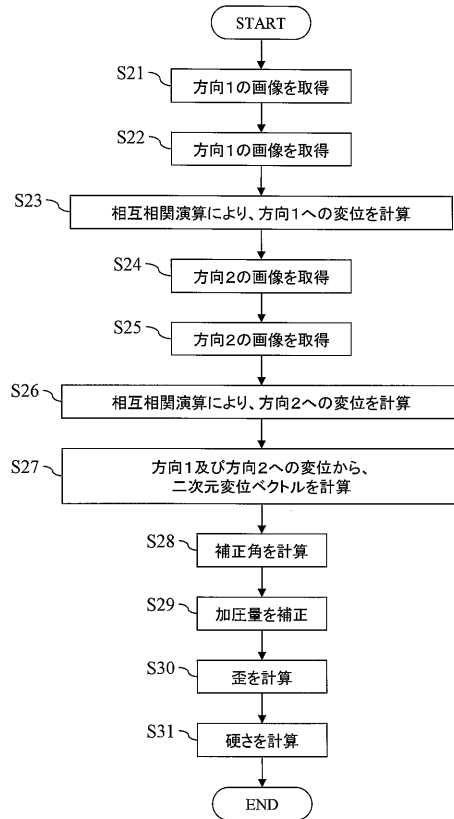 START
S21
方向1の画像を取得
S22
方向1の画像を取得
S23
相互相関演算により、方向1への変位を計算
S24
方向2の画像を取得
S25
方向2の画像を取得
S26
相互相関演算により、方向2への変位を計算
S27
方向1及び方向2への変位から、
二次元変位ベクトルを計算
S28
補正角を計算
S29
加圧量を補正
S30
歪を計算
S31
硬さを計算
END